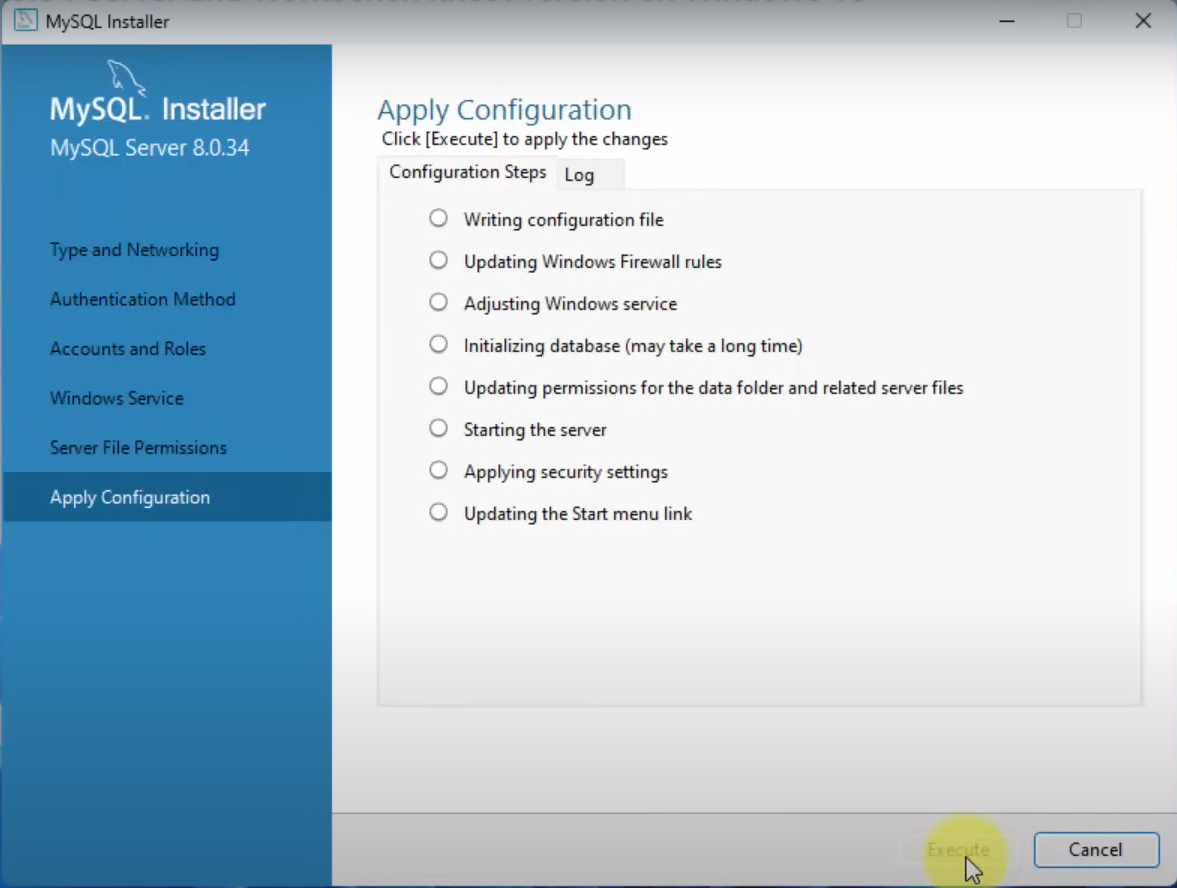 MySQL Installer
MySQL. Installer
MySQL Server 8.0.34
Type and Networking
Authentication Method
Accounts and Roles
Windows Service
Server File Permissions
Apply Configuration
Apply Configuration
Click [Execute] to apply the changes
Configuration Steps
Log
Writing configuration file
Updating Windows Firewall rules
Adjusting Windows service
Initializing database (may take a long time)
Updating permissions for the data folder and related server files
Starting the server
Applying security settings
Updating the Start menu link
Execute
Cancel